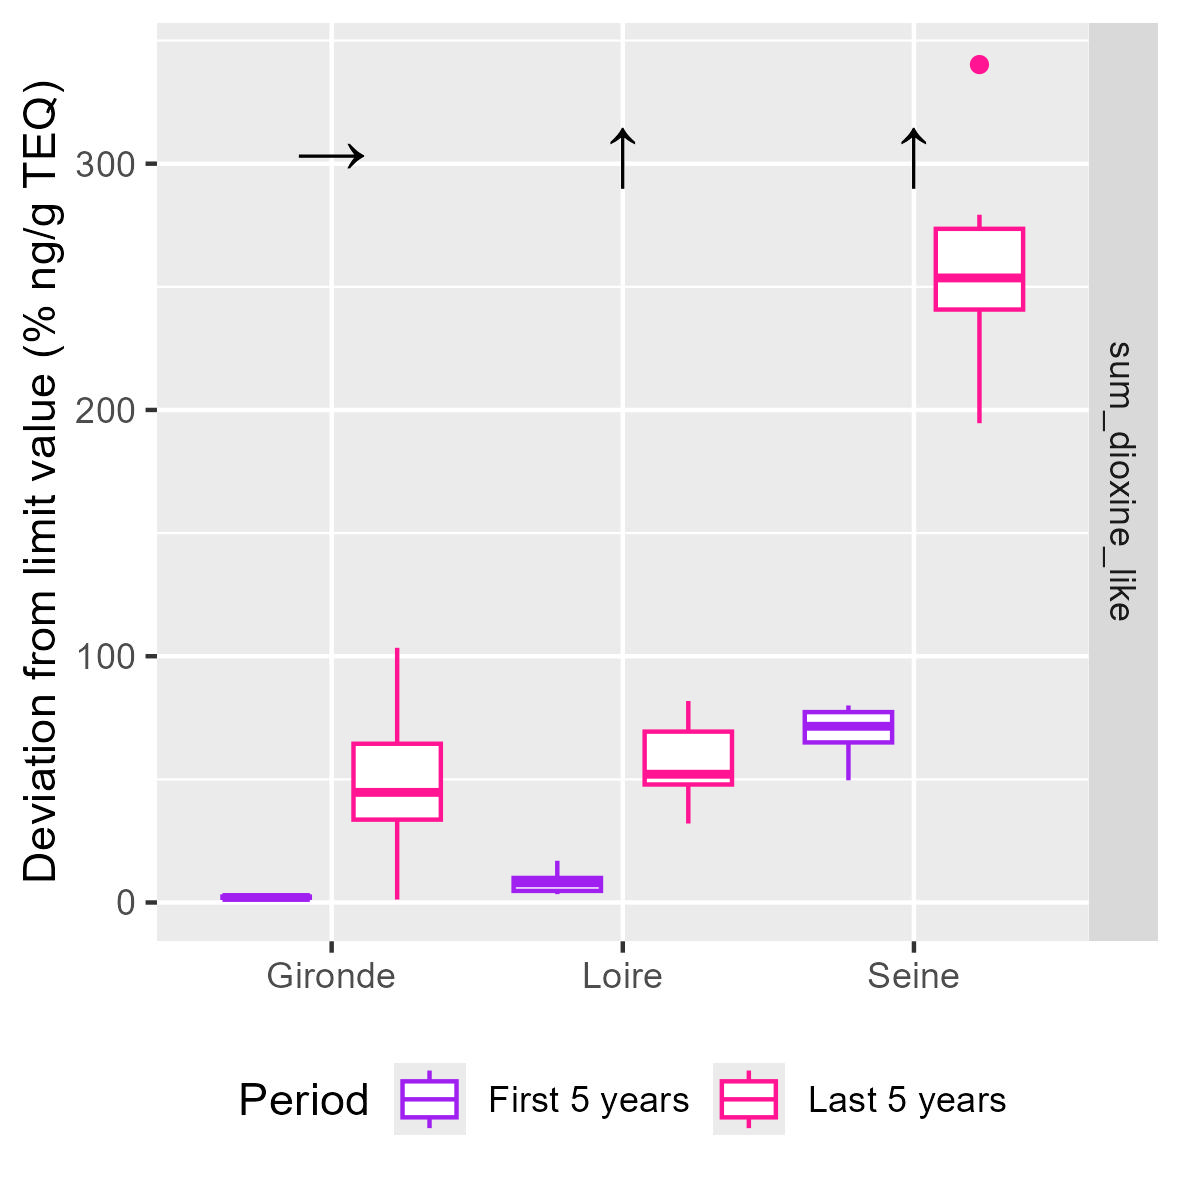 Deviation from limit value (% ng/g TEQ)
300
200
100
0
Gironde Loire Seine
sum_dioxine_like
Period First 5 years Last 5 years